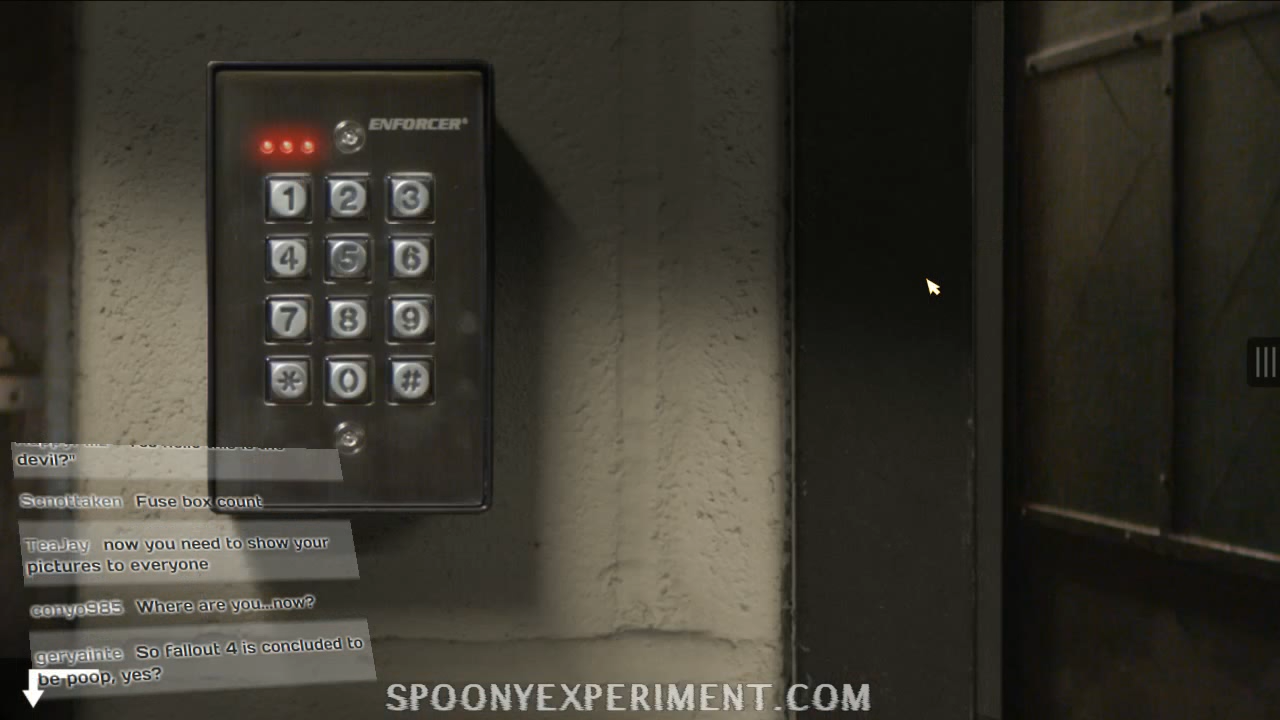 ENFORCER®
1 2 3
4 5 6
7 8 9
* 0 #
devil?"
Scnottaken Fuse box count
TeaJay now you need to show your
pictures to everyone
conyo985 Where are you...now?
geryainte So fallout 4 is concluded to
be poop, yes?
SPOONYEXPERIMENT.COM